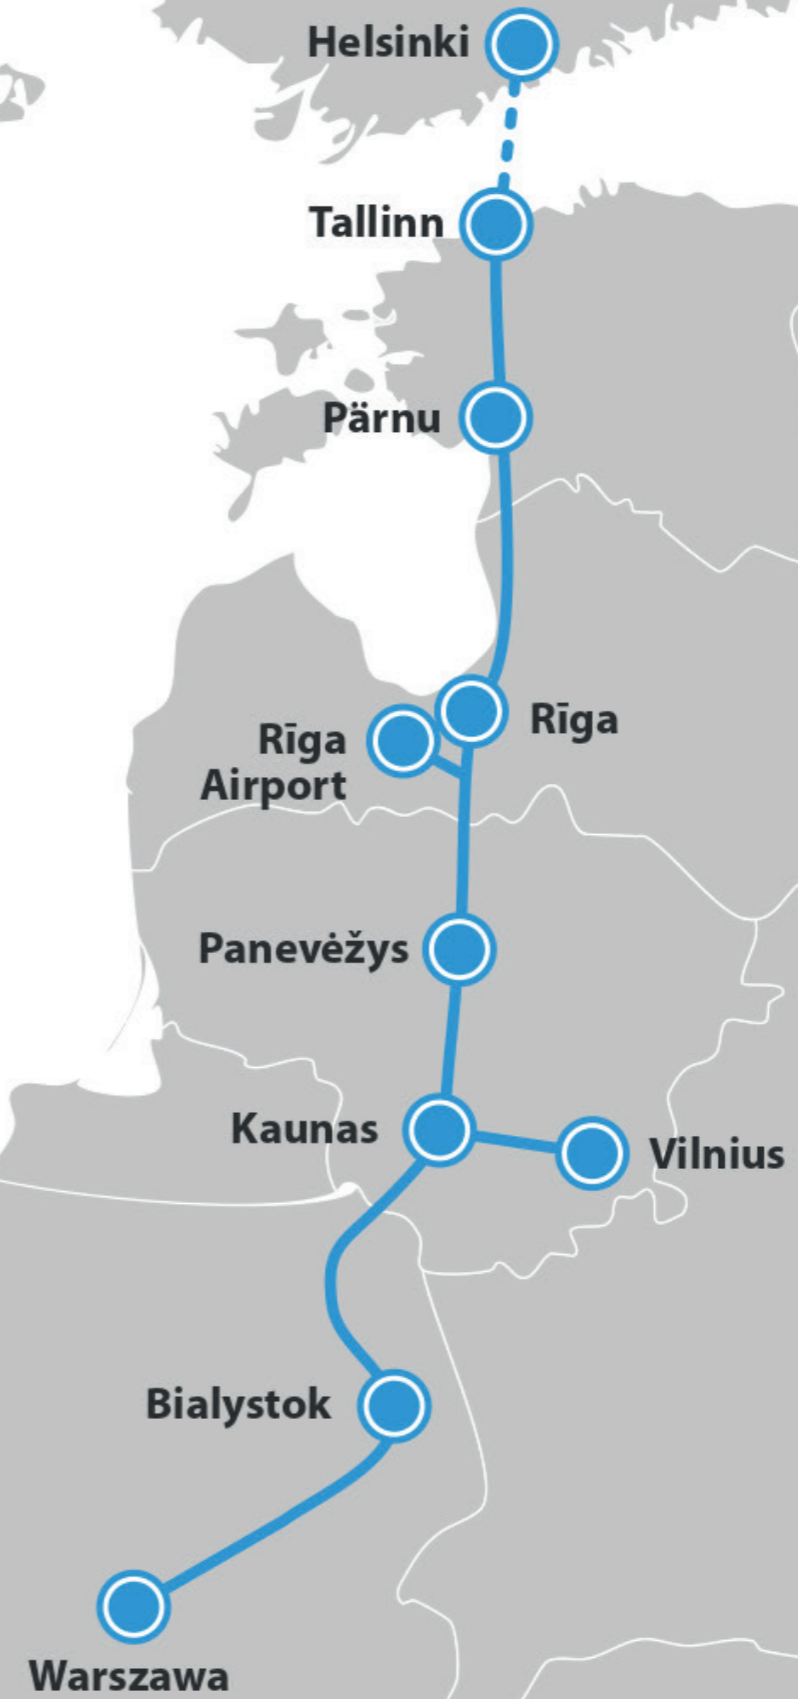 Helsinki
Tallinn
Pärnu
Rīga
Rīga
Airport
Panevėžys
Kaunas
Vilnius
Bialystok
Warszawa